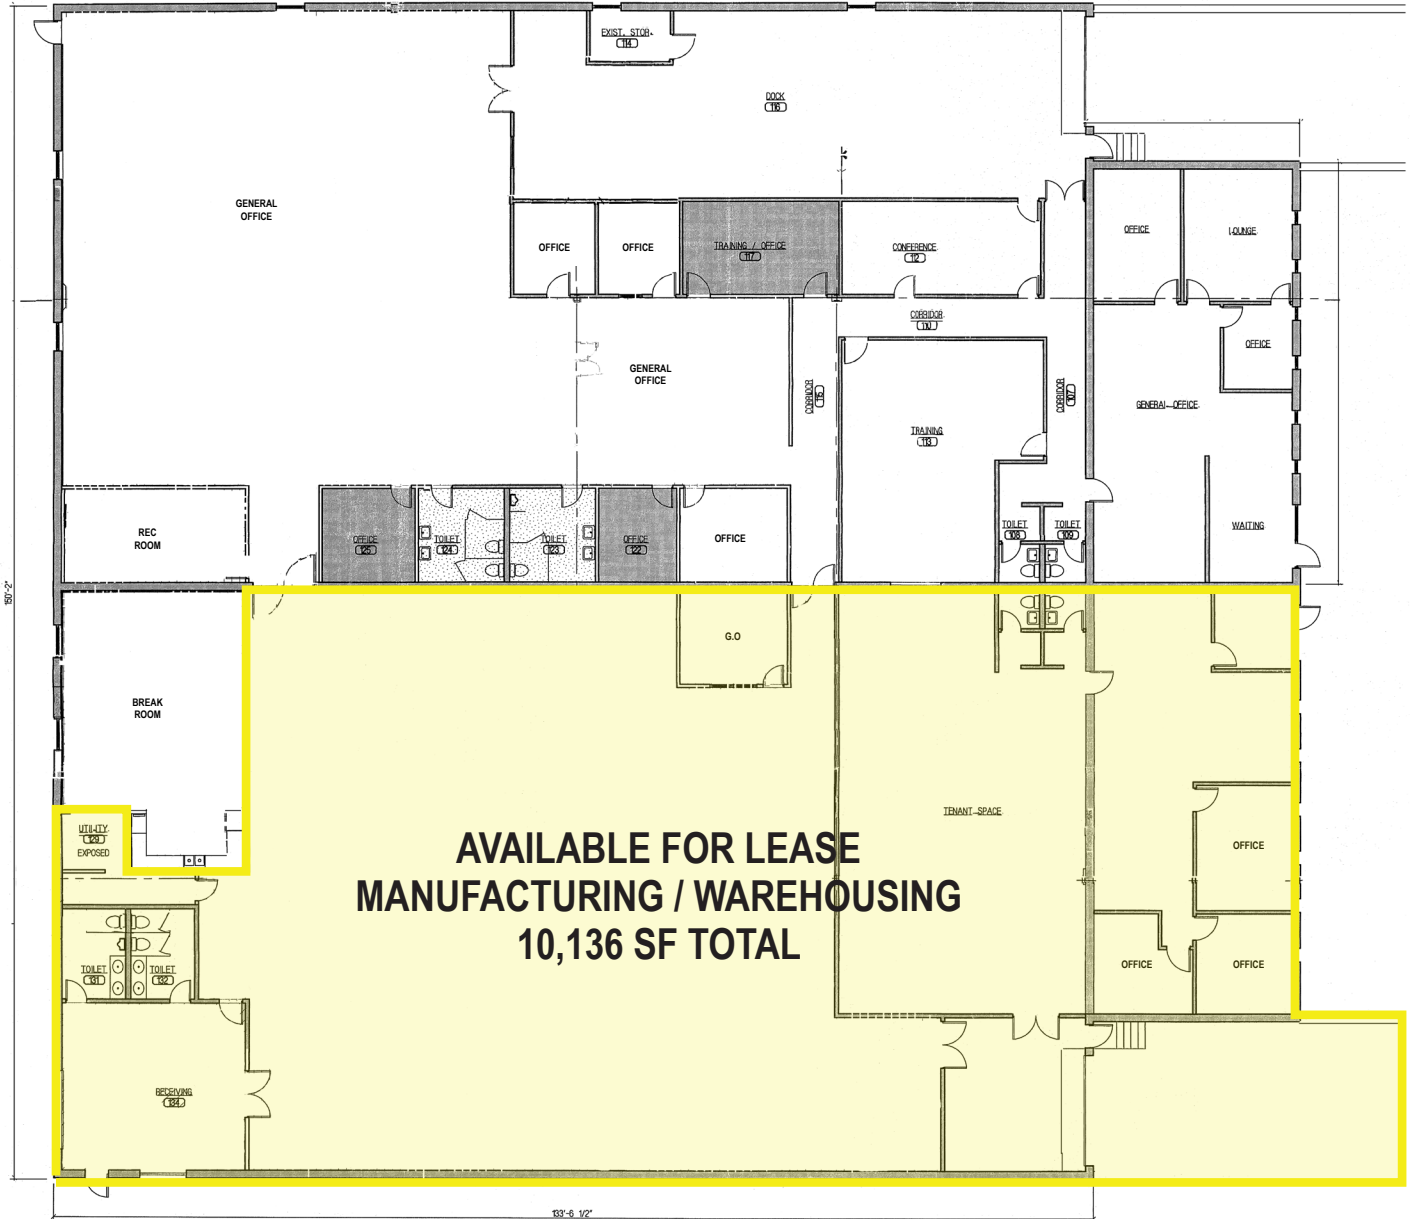 EXIST. STOR.
114
DOCK
116
GENERAL
OFFICE
OFFICE
OFFICE
TRAINING / OFFICE
117
CONFERENCE
112
OFFICE
LOUNGE
CORRIDOR
110
OFFICE
GENERAL
OFFICE
CORRIDOR
115
CORRIDOR
107
GENERAL OFFICE
TRAINING
113
REC
ROOM
OFFICE
125
TOILET
124
TOILET
123
OFFICE
122
OFFICE
TOILET
108
TOILET
109
WAITING
150'-2"
G.O
BREAK
ROOM
TENANT SPACE
UTILITY
129
EXPOSED
AVAILABLE FOR LEASE
MANUFACTURING / WAREHOUSING
10,136 SF TOTAL
OFFICE
OFFICE
OFFICE
TOILET
131
TOILET
132
RECEIVING
134
133'-6 1/2"